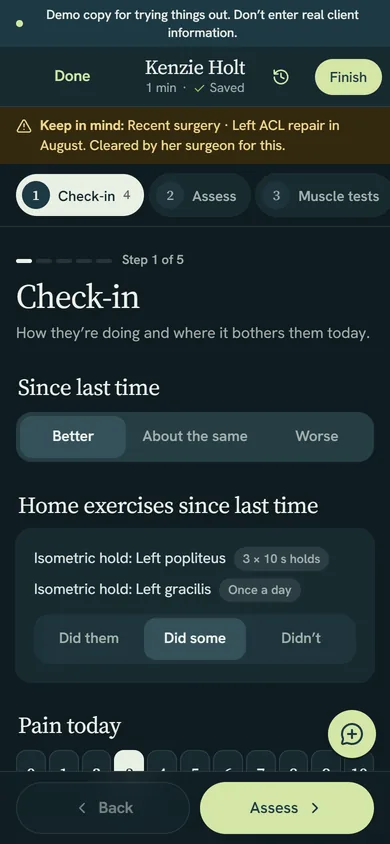 Demo copy for trying things out. Don’t enter real client
information.
Done
Kenzie Holt
1 min · ✓ Saved
Finish
Keep in mind: Recent surgery · Left ACL repair in
August. Cleared by her surgeon for this.
1 Check-in 4
2 Assess
3 Muscle tests
Step 1 of 5
Check-in
How they’re doing and where it bothers them today.
Since last time
Better About the same Worse
Home exercises since last time
Isometric hold: Left popliteus 3 × 10 s holds
Isometric hold: Left gracilis Once a day
Did them Did some Didn’t
Pain today
0 1 2 3 4 5 6 7 8 9 10
Back
Assess